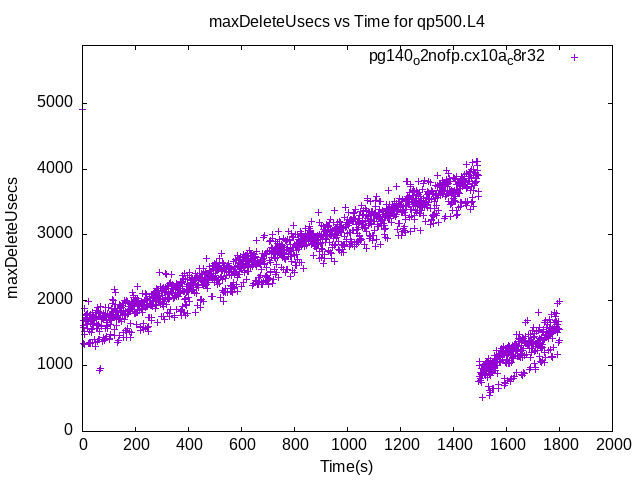 maxDeleteUsecs vs Time for qp500.L4
pg140o2nofp.cx10ac8r32
5000
4000
3000
2000
1000
0
maxDeleteUsecs
0 200 400 600 800 1000 1200 1400 1600 1800 2000
Time(s)